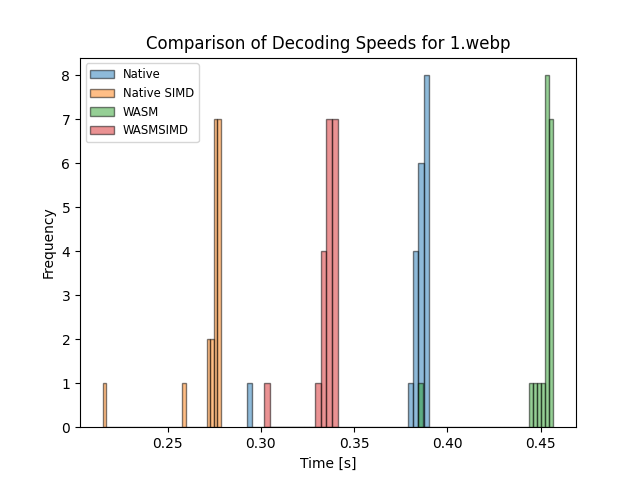 Comparison of Decoding Speeds for 1.webp
Native
Native SIMD
WASM
WASMSIMD
Frequency
8
7
6
5
4
3
2
1
0
0.25 0.30 0.35 0.40 0.45
Time [s]